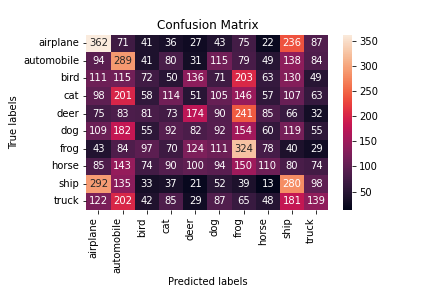 Confusion Matrix
True labels
airplane 362 71 41 36 27 43 75 22 236 87
automobile 94 289 41 80 31 115 79 49 138 84
bird 111 115 72 50 136 71 203 63 130 49
cat 98 201 58 114 51 105 146 57 107 63
deer 75 83 81 73 174 90 241 85 66 32
dog 109 182 55 92 82 92 154 60 119 55
frog 43 84 97 70 124 111 324 78 40 29
horse 85 143 74 90 100 94 150 110 80 74
ship 292 135 33 37 21 52 39 13 280 98
truck 122 202 42 85 29 87 65 48 181 139
airplane automobile bird cat deer dog frog horse ship truck
Predicted labels
350
300
250
200
150
100
50